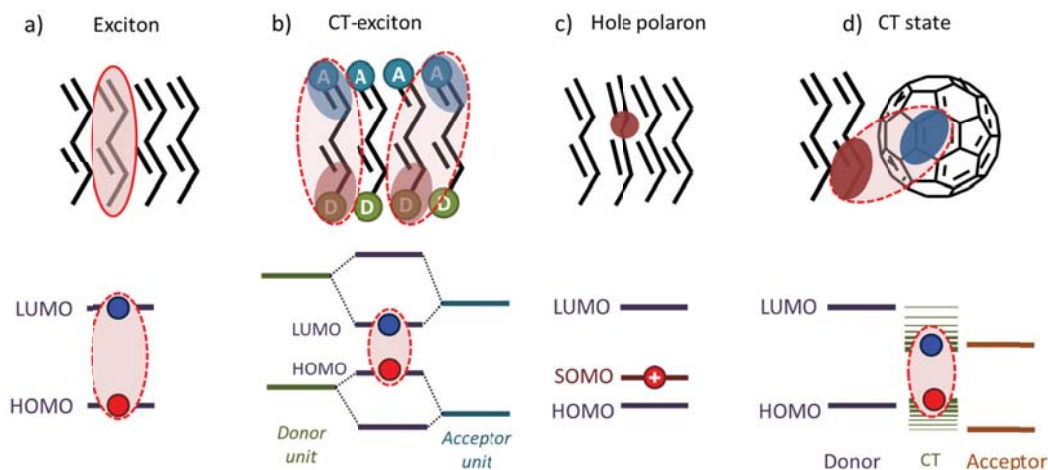 a) Exciton
b) CT-exciton
c) Hole polaron
d) CT state
A A A A
D D D D
LUMO
HOMO
LUMO
HOMO
Donor
unit
Acceptor
unit
LUMO
SOMO +
HOMO
LUMO
HOMO
Donor CT Acceptor